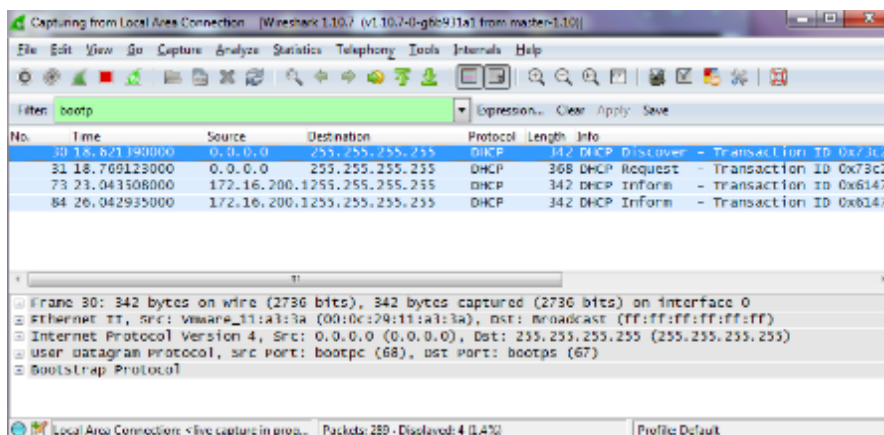 Capturing from Local Area Connection [Wireshark 1.10.7 (v1.10.7-0-g6b931a1 from master-1.10)]
File Edit View Go Capture Analyze Statistics Telephony Tools Internals Help
Filter: bootp Expression... Clear Apply Save
No. Time Source Destination Protocol Length Info
30 18.621390000 0.0.0.0 255.255.255.255 DHCP 342 DHCP Discover - Transaction ID 0x73c2
31 18.769123000 0.0.0.0 255.255.255.255 DHCP 368 DHCP Request - Transaction ID 0x73c2
73 23.043508000 172.16.200.1255.255.255.255 DHCP 342 DHCP Inform - Transaction ID 0x6147
84 26.042935000 172.16.200.1255.255.255.255 DHCP 342 DHCP Inform - Transaction ID 0x6147
Frame 30: 342 bytes on wire (2736 bits), 342 bytes captured (2736 bits) on interface 0
Ethernet II, Src: Vmware_11:a3:3a (00:0c:29:11:a3:3a), Dst: Broadcast (ff:ff:ff:ff:ff:ff)
Internet Protocol Version 4, Src: 0.0.0.0 (0.0.0.0), Dst: 255.255.255.255 (255.255.255.255)
User Datagram Protocol, Src Port: bootpc (68), Dst Port: bootps (67)
Bootstrap Protocol
Local Area Connection: <live capture in prog... Packets: 289 · Displayed: 4 (1.4%) Profile: Default